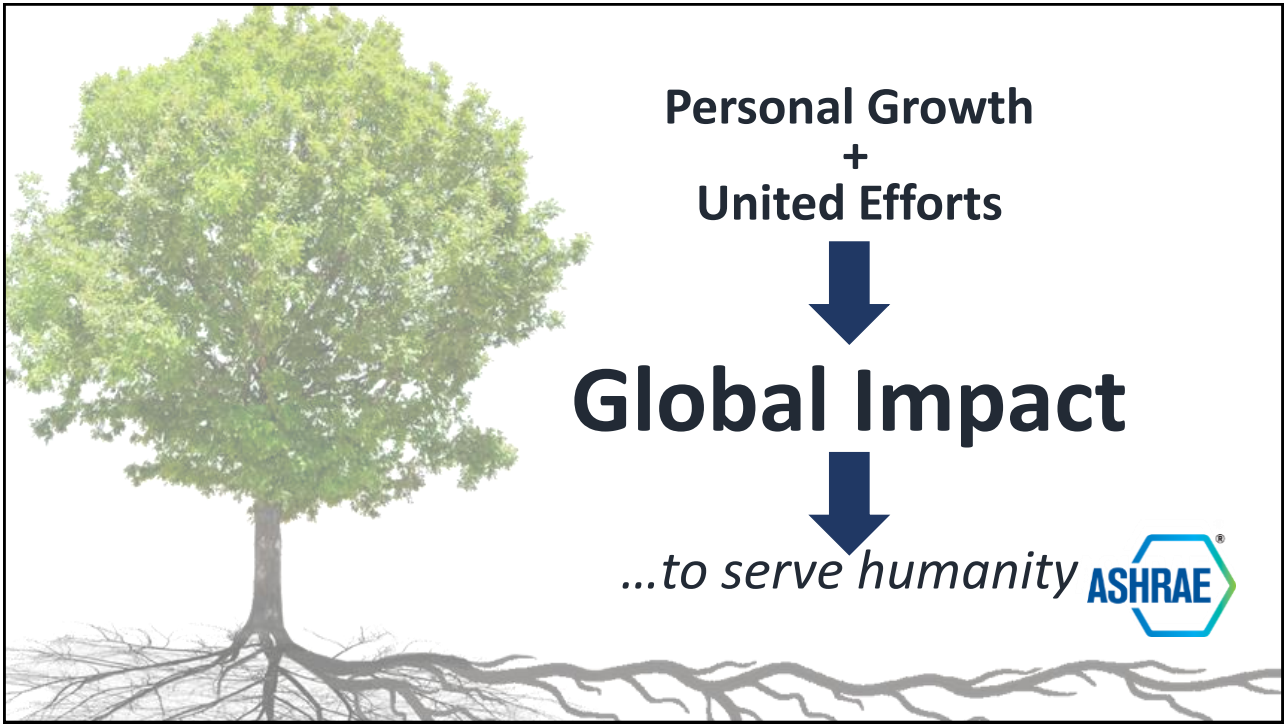 Personal Growth
+
United Efforts
Global Impact
...to serve humanity
ASHRAE®